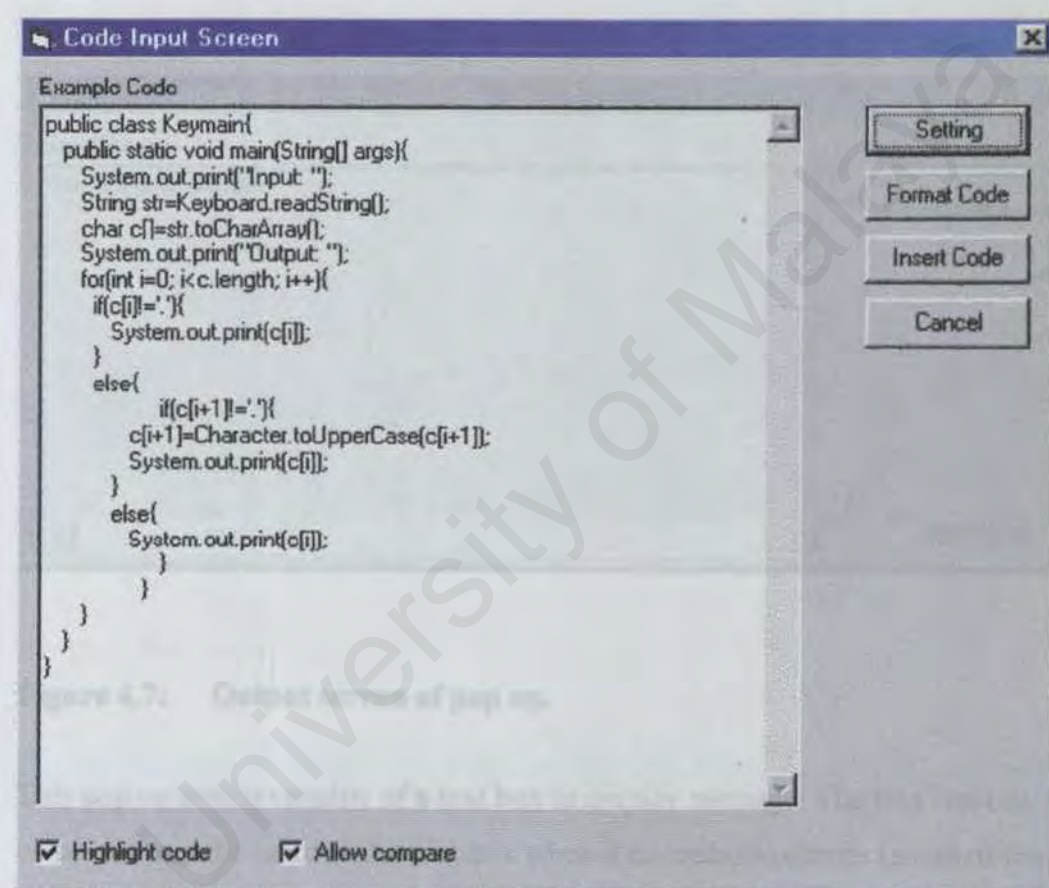 Code Input Screen
Example Code
public class Keymain{
public static void main(String[] args){
System.out.print("Input: ");
String str=Keyboard.readString();
char c[]=str.toCharArray();
System.out.print("Output: ");
for(int i=0; i<c.length; i++){
if(c[i]!='.'){
System.out.print(c[i]);
}
else{
if(c[i+1]!='.'){
c[i+1]=Character.toUpperCase(c[i+1]);
System.out.print(c[i]);
}
else{
System.out.print(c[i]);
}
}
}
}
}
Setting
Format Code
Insert Code
Cancel
Highlight code
Allow compare
Figure 4.7: Output screen of pop up.
University of Malaya